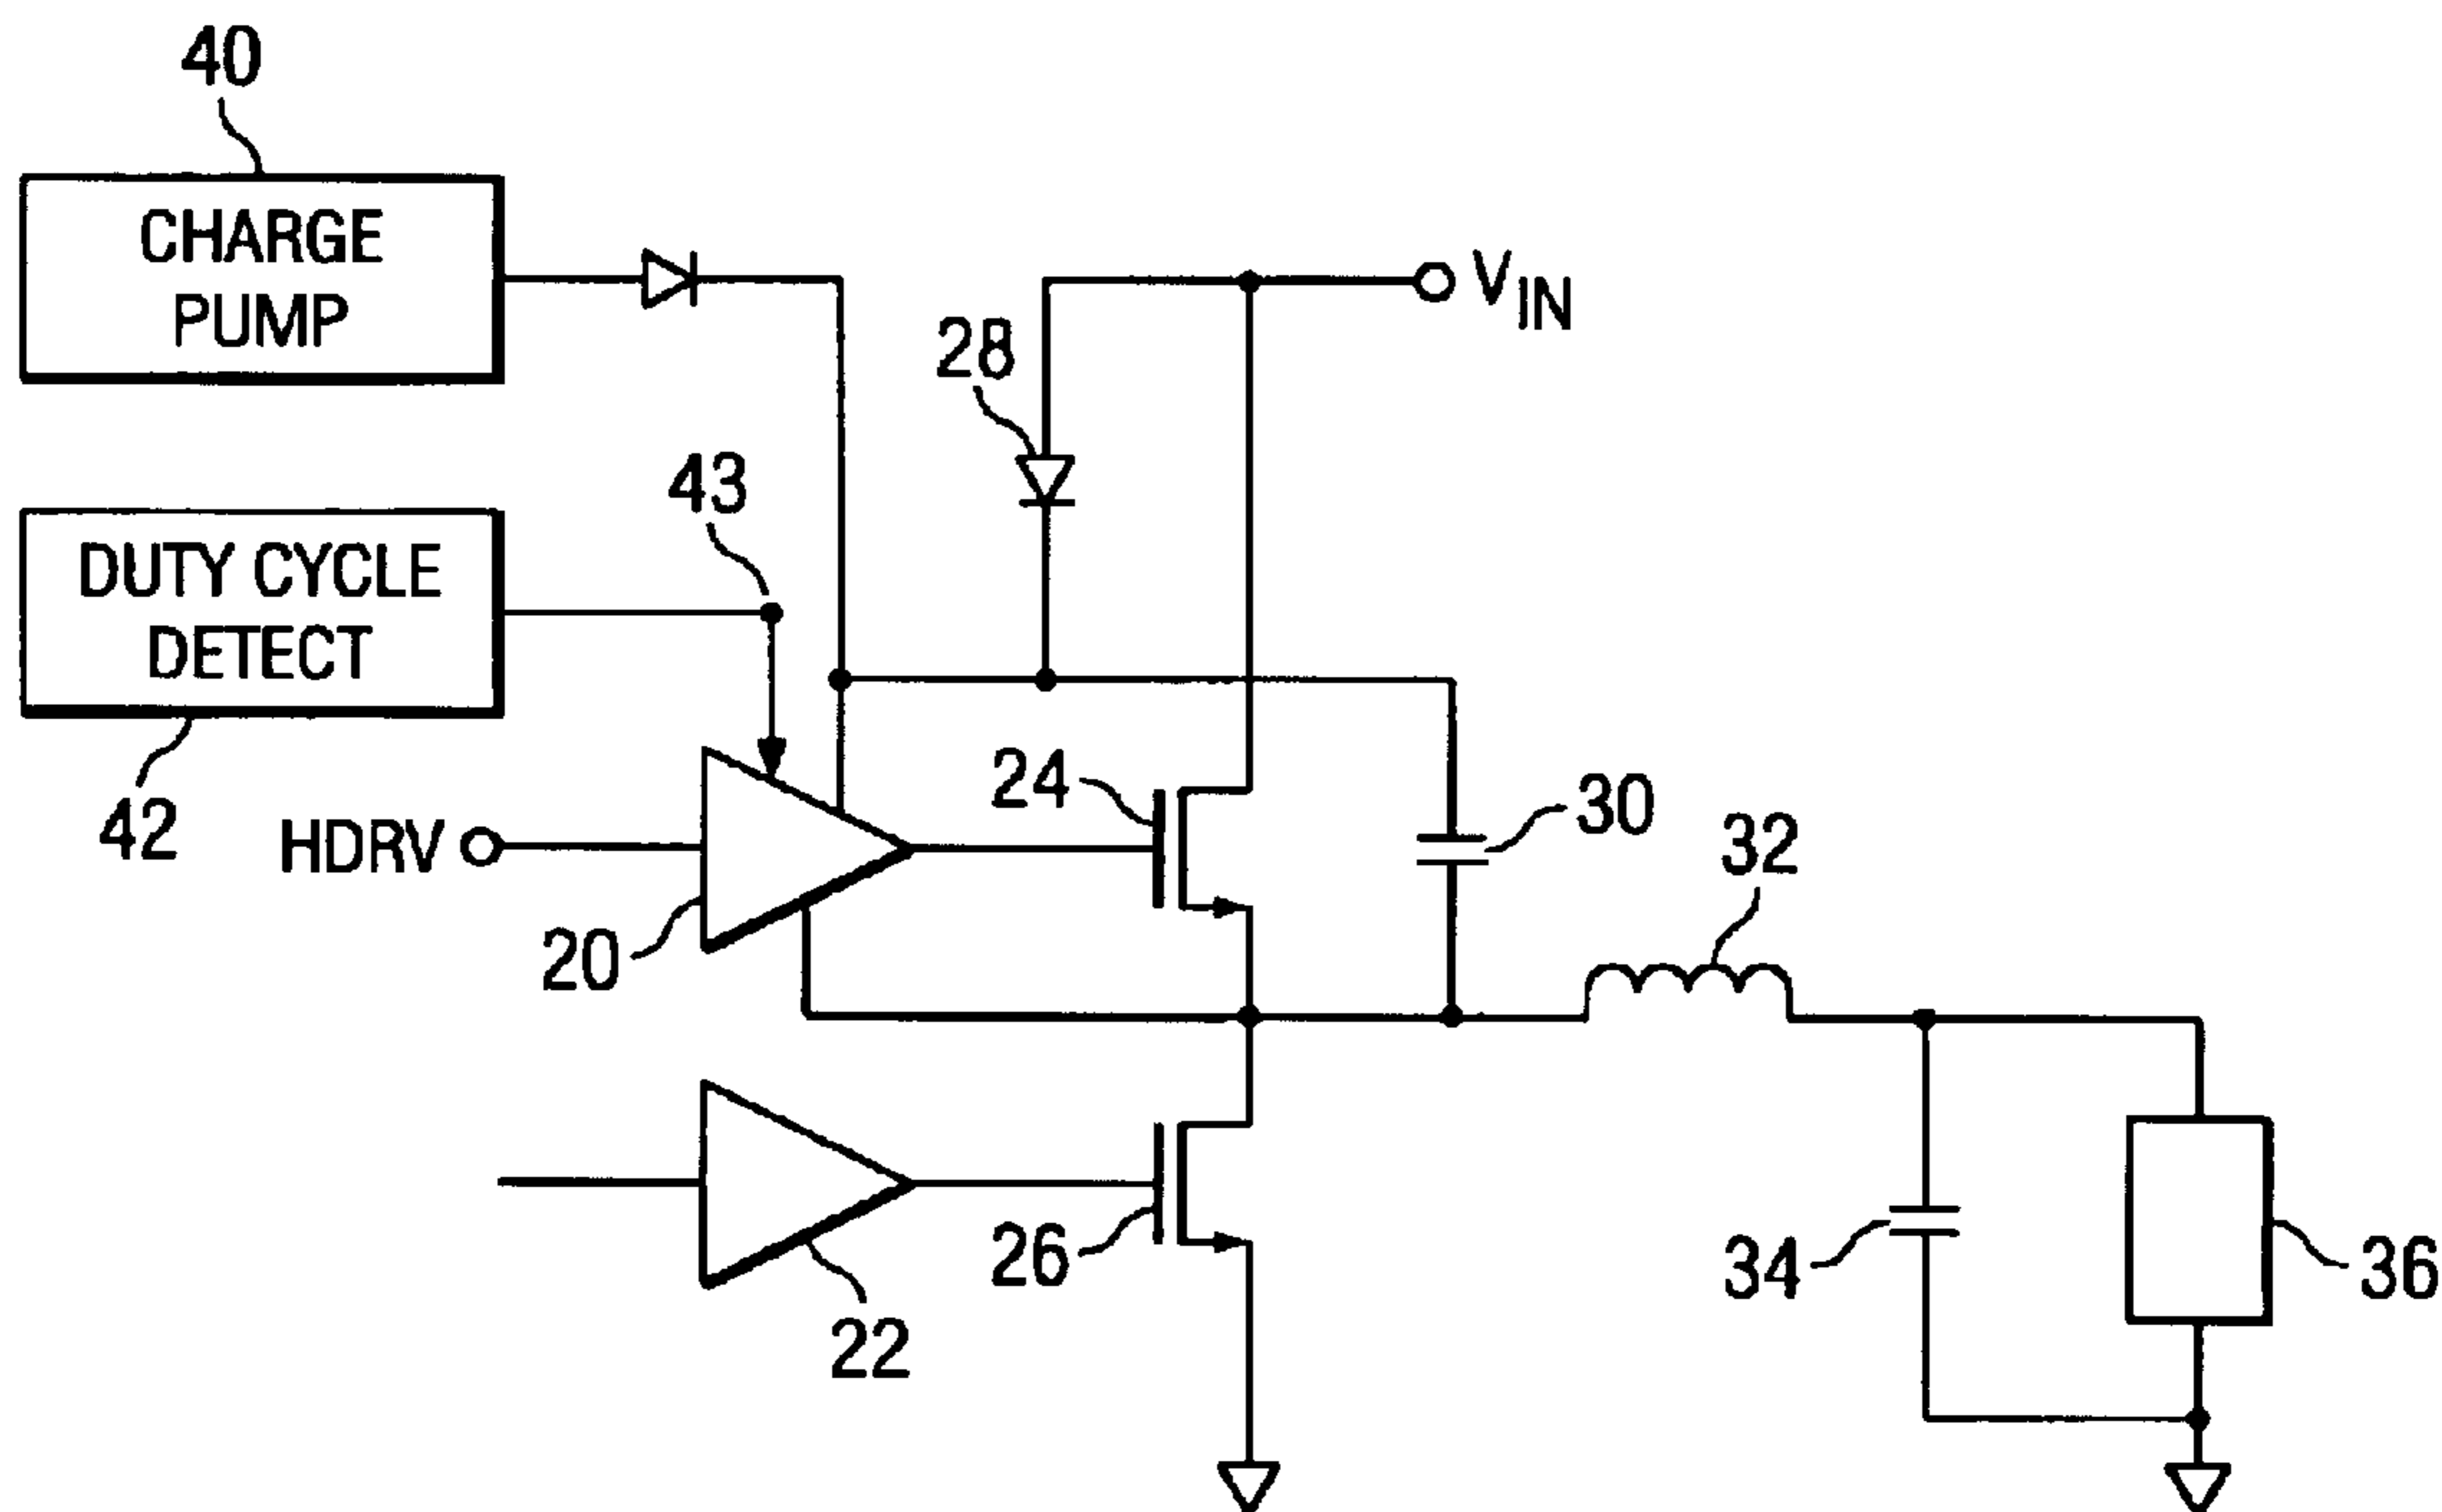 40
CHARGE
PUMP
V_IN
28
43
DUTY CYCLE
DETECT
42
HDRV
24
30
32
20
22
26
34
36